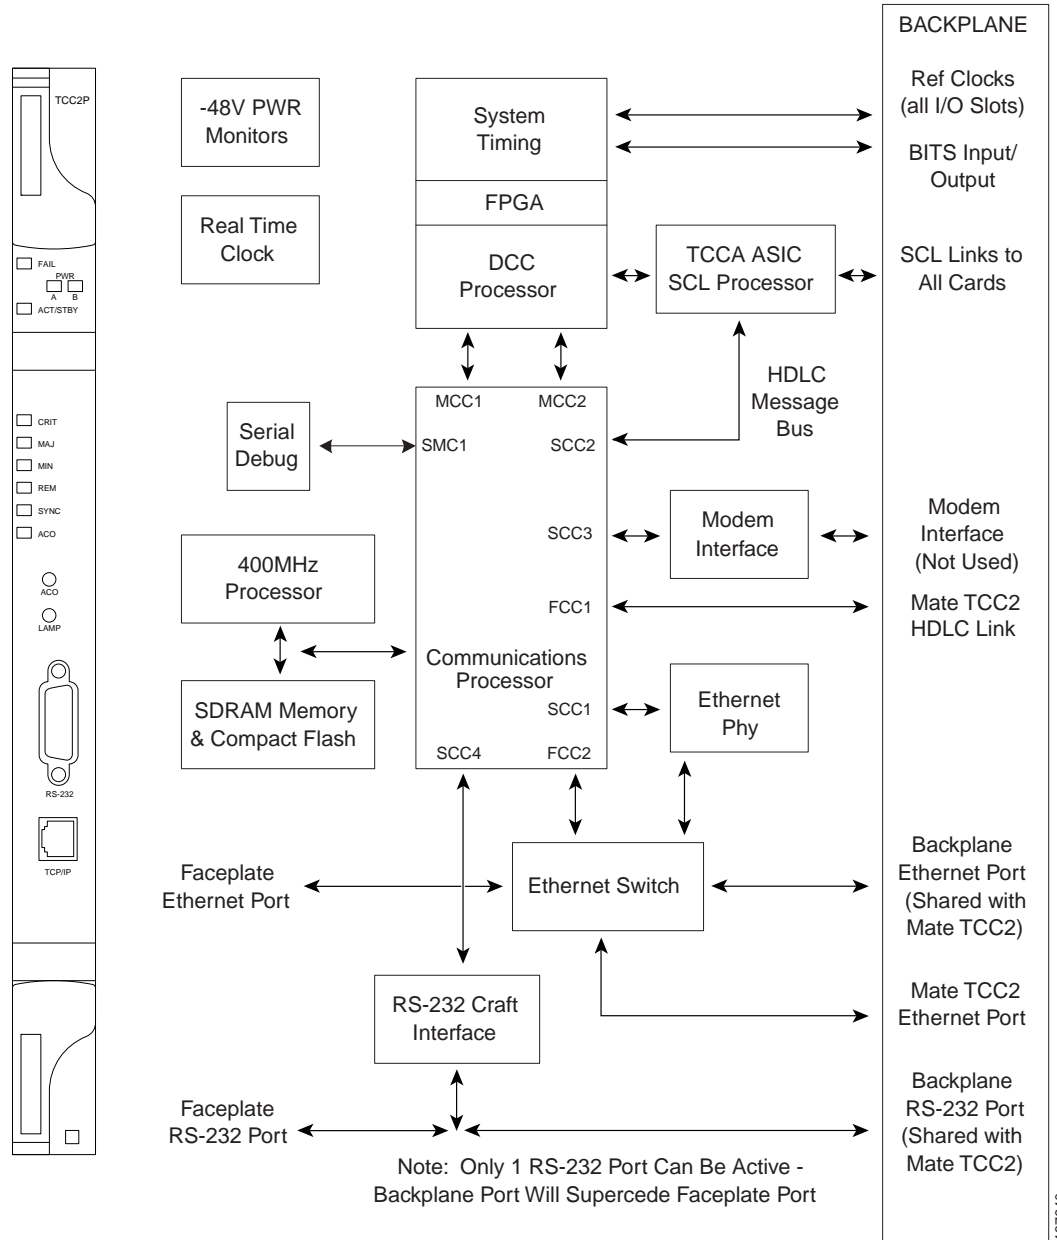 BACKPLANE
TCC2P
FAIL
PWR
A B
ACT/STBY
CRIT
MAJ
MIN
REM
SYNC
ACO
ACO
LAMP
RS-232
TCP/IP
-48V PWR
Monitors
Real Time
Clock
System
Timing
FPGA
DCC
Processor
TCCA ASIC
SCL Processor
Ref Clocks
(all I/O Slots)
BITS Input/
Output
SCL Links to
All Cards
HDLC
Message
Bus
MCC1
MCC2
SMC1
SCC2
Serial
Debug
SCC3
Modem
Interface
Modem
Interface
(Not Used)
400MHz
Processor
FCC1
Mate TCC2
HDLC Link
Communications
Processor
SDRAM Memory
& Compact Flash
SCC1
Ethernet
Phy
SCC4
FCC2
Faceplate
Ethernet Port
Ethernet Switch
Backplane
Ethernet Port
(Shared with
Mate TCC2)
RS-232 Craft
Interface
Mate TCC2
Ethernet Port
Faceplate
RS-232 Port
Backplane
RS-232 Port
(Shared with
Mate TCC2)
Note: Only 1 RS-232 Port Can Be Active -
Backplane Port Will Supercede Faceplate Port